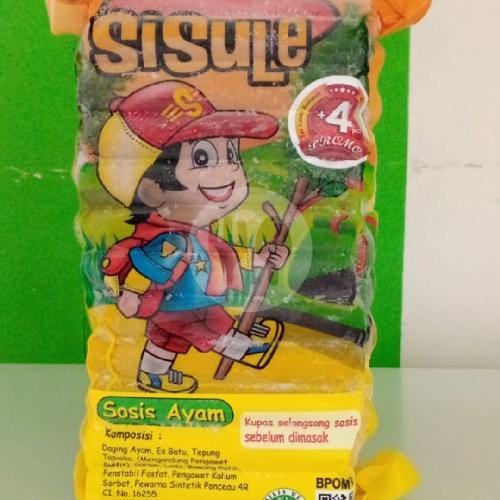 SISULE
+4
PROMO
Sosis Ayam
Kupas selongsong sosis
sebelum dimasak
Komposisi :
Daging Ayam, Es Batu, Tepung
Tapioka, (Mengandung Pengawet
Sulfit), Garam, Gula, Bawang Putih,
Penstabil Fosfat, Pengawet Kalium
Sorbat, Pewarna Sintetik Ponceau 4R
CI. No. 16255
BPOM